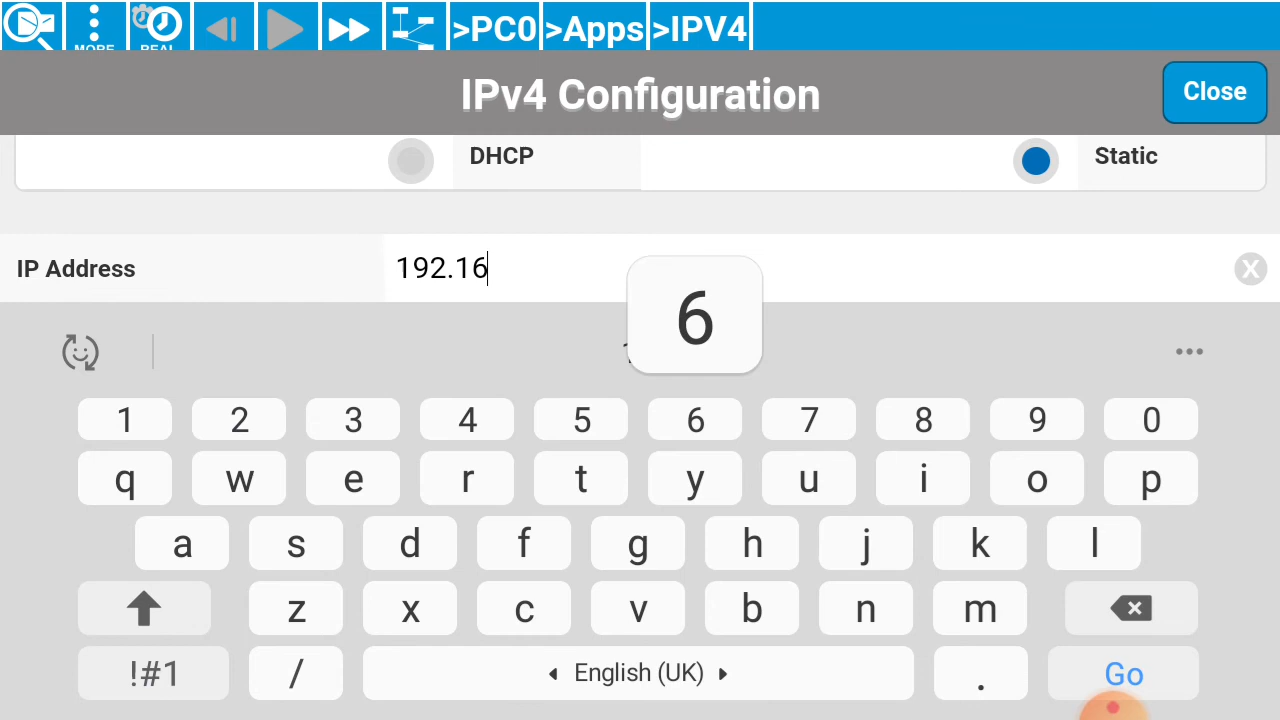 MORE
REAL
>PC0 >Apps >IPV4
IPv4 Configuration
Close
DHCP
Static
IP Address
192.16
X
6
1 2 3 4 5 6 7 8 9 0
q w e r t y u i o p
a s d f g h j k l
z x c v b n m
!#1 / English (UK) . Go